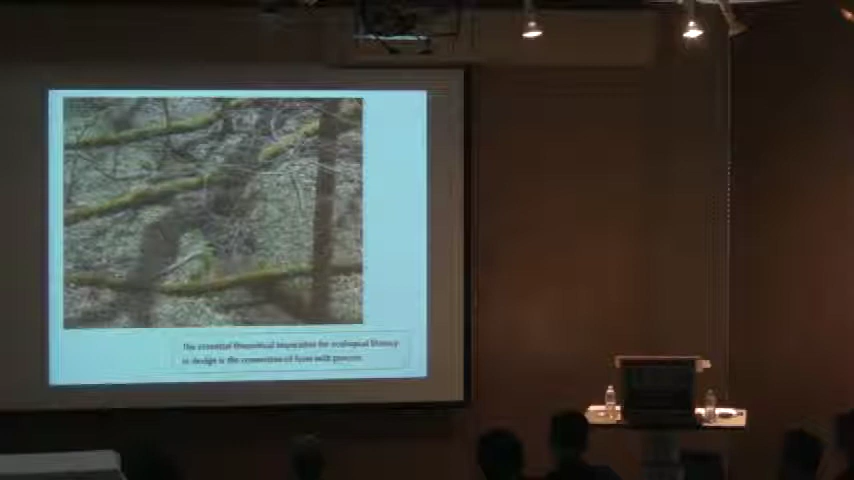 The essential theoretical imperative for ecological literacy
in design is the connection of form with process